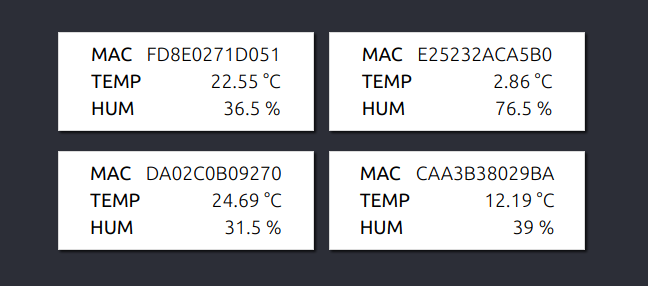 MAC FD8E0271D051
TEMP 22.55 °C
HUM 36.5 %
MAC E25232ACA5B0
TEMP 2.86 °C
HUM 76.5 %
MAC DA02C0B09270
TEMP 24.69 °C
HUM 31.5 %
MAC CAA3B38029BA
TEMP 12.19 °C
HUM 39 %